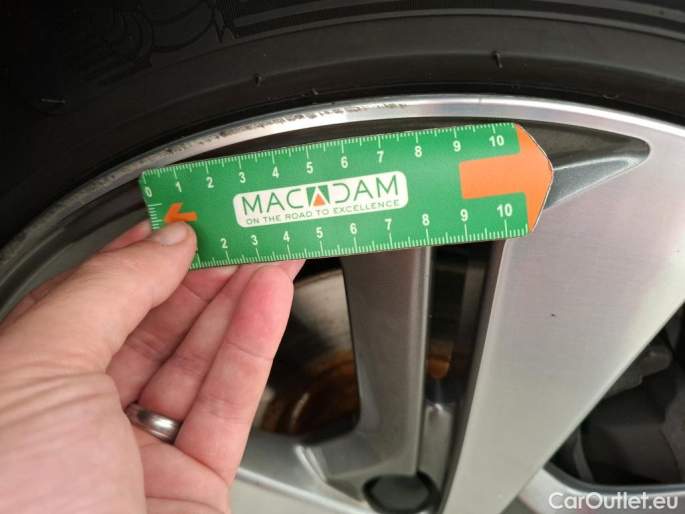 0 1 2 3 4 5 6 7 8 9 10
MACADAM
ON THE ROAD TO EXCELLENCE
2 3 4 5 6 7 8 9 10
CarOutlet.eu